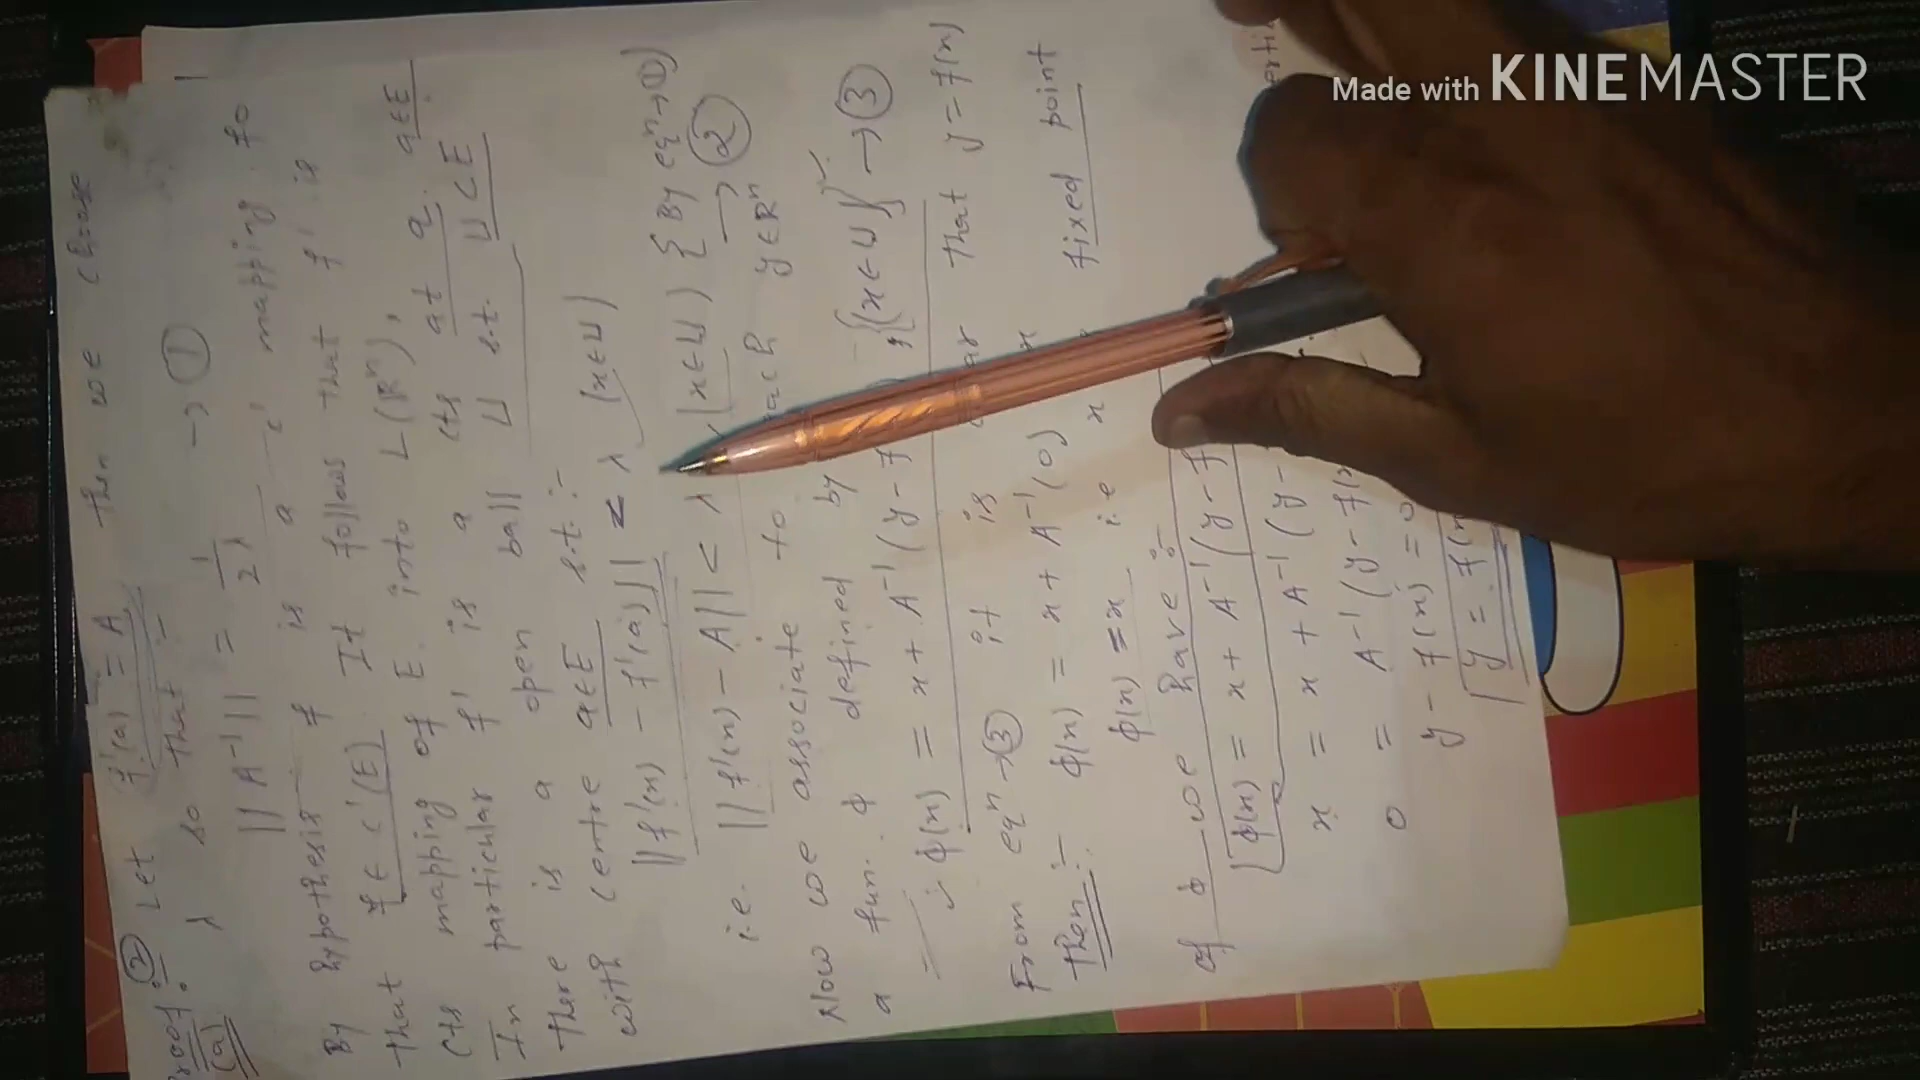 Proof:- ② Let f'(a) = A then we choose
(a) λ so that :-
||A⁻¹|| = 1/2λ → ①
By hypothesis f is a c' mapping. fo
that f ∈ c'(E). It follows that f' is
cts mapping of E into L(Rⁿ),
In particular f' is a cts at a. a∈E
There is a open ball U s.t. U⊂E
with centre a∈E s.t.:-
||f'(x) - f'(a)|| < λ (x∈U)
i.e. ||f'(x) - A|| < λ (x∈U) {By eqⁿ→①)
→ ②
Now we associate to y∈Rⁿ
a fun. φ defined by
φ(x) = x + A⁻¹(y - f {(x∈U)} → ③
From eqⁿ→③ it is that y = f(x)
Then :- φ(x) = x + A⁻¹(0)
φ(x) = x i.e x fixed point
of φ we have :-
φ(x) = x + A⁻¹(y - f
x = x + A⁻¹(y -
0 = A⁻¹(y - f(x
y - f(x) = 0
y = f(x
Made with KINEMASTER